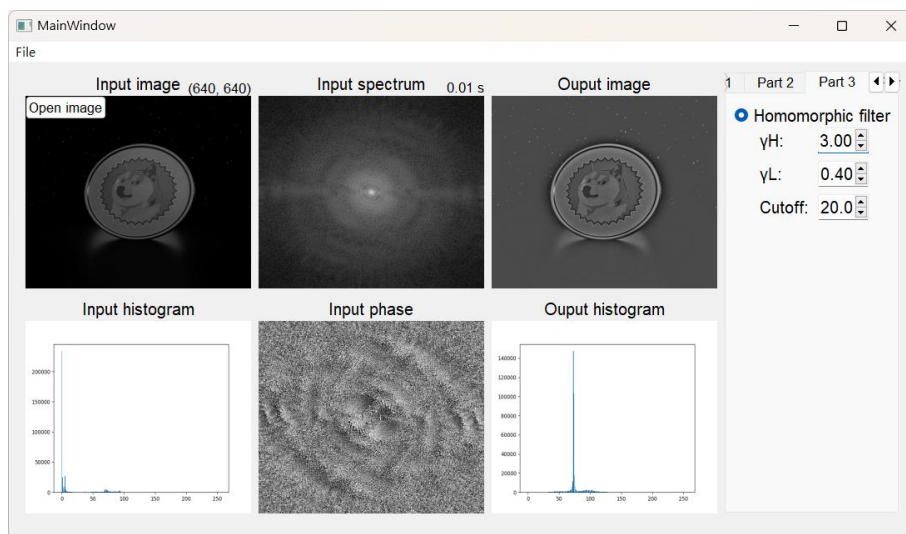 MainWindow
File
Input image (640, 640)
Input spectrum 0.01 s
Ouput image
Open image
1 Part 2 Part 3
Homomorphic filter
γH: 3.00
γL: 0.40
Cutoff: 20.0
Input histogram
Input phase
Ouput histogram
200000
150000
100000
50000
0
0 50 100 150 200 250
140000
120000
100000
80000
60000
40000
20000
0
0 50 100 150 200 250